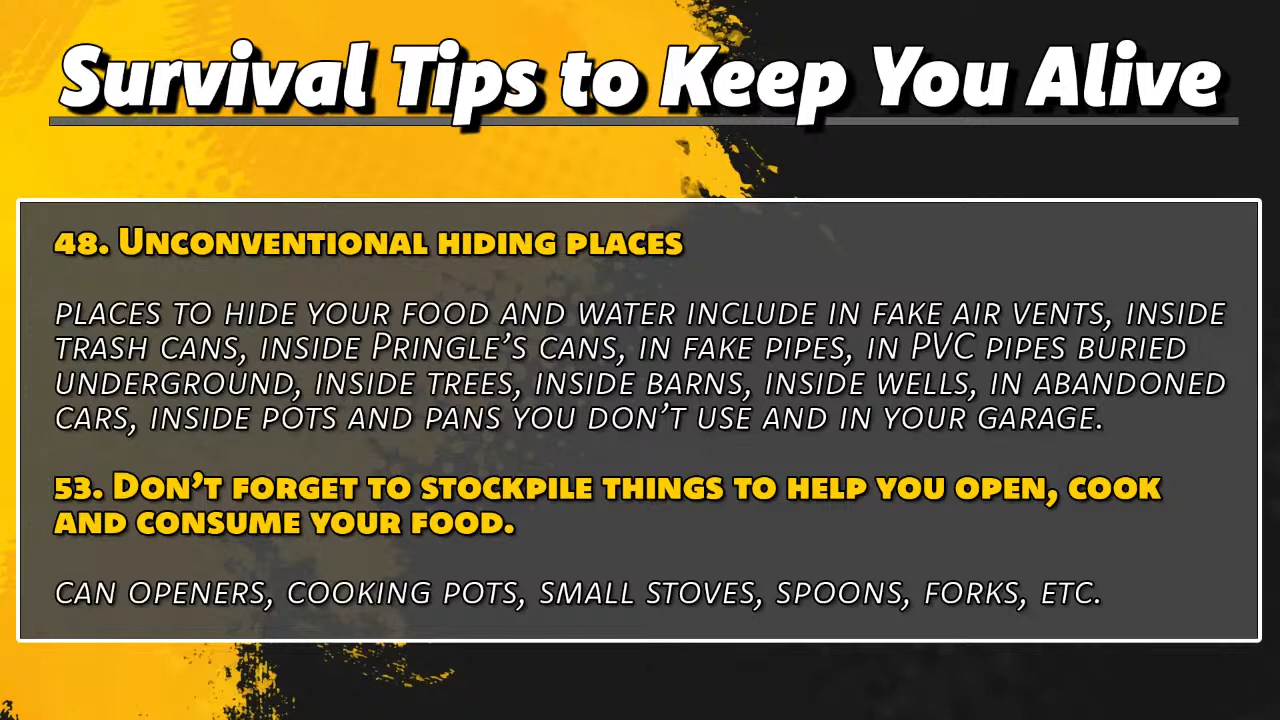 Survival Tips to Keep You Alive
48. Unconventional hiding places
places to hide your food and water include in fake air vents, inside
trash cans, inside Pringle’s cans, in fake pipes, in PVC pipes buried
underground, inside trees, inside barns, inside wells, in abandoned
cars, inside pots and pans you don’t use and in your garage.
53. Don’t forget to stockpile things to help you open, cook
and consume your food.
can openers, cooking pots, small stoves, spoons, forks, etc.